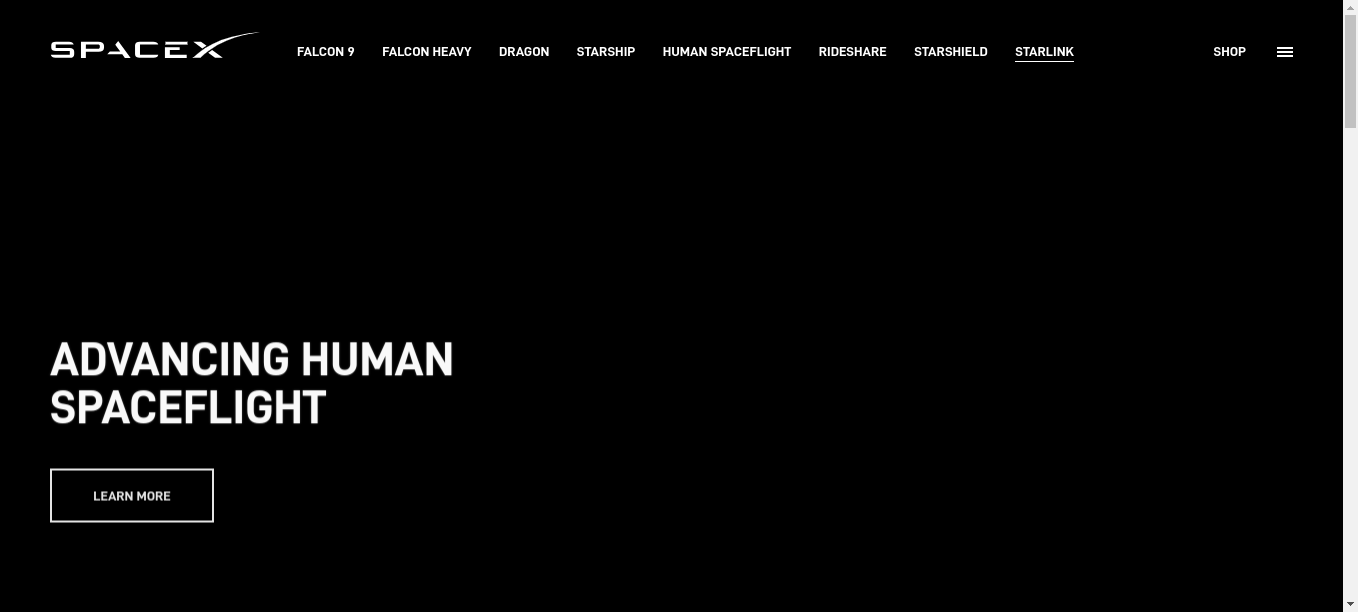 SPACEX
FALCON 9
FALCON HEAVY
DRAGON
STARSHIP
HUMAN SPACEFLIGHT
RIDESHARE
STARSHIELD
STARLINK
SHOP
ADVANCING HUMAN
SPACEFLIGHT
LEARN MORE